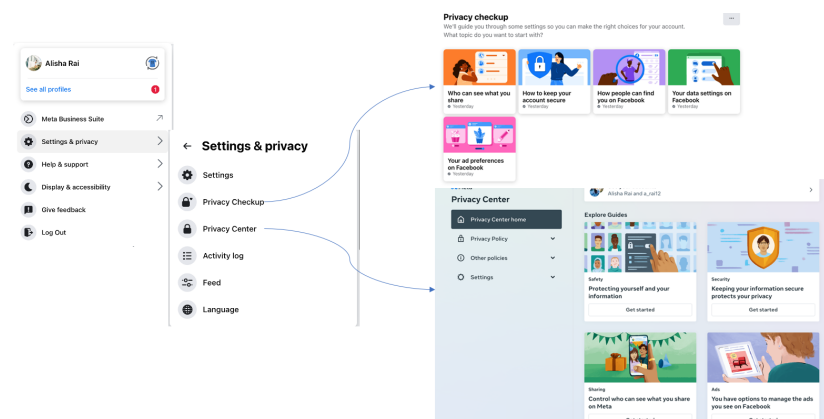 Alisha Rai
See all profiles
1
Meta Business Suite
Settings & privacy
Help & support
Display & accessibility
Give feedback
Log Out
Settings & privacy
Settings
Privacy Checkup
Privacy Center
Activity log
Feed
Language
Privacy checkup
We'll guide you through some settings so you can make the right choices for your account.
What topic do you want to start with?
Who can see what you
share
Yesterday
How to keep your
account secure
Yesterday
How people can find
you on Facebook
Yesterday
Your data settings on
Facebook
Yesterday
Your ad preferences
on Facebook
Yesterday
Privacy Center
Privacy Center home
Privacy Policy
Other policies
Settings
Alisha Rai and a_rai12
Explore Guides
Safety
Protecting yourself and your
information
Get started
Security
Keeping your information secure
protects your privacy
Get started
Sharing
Control who can see what you share
on Meta
Ads
You have options to manage the ads
you see on Facebook